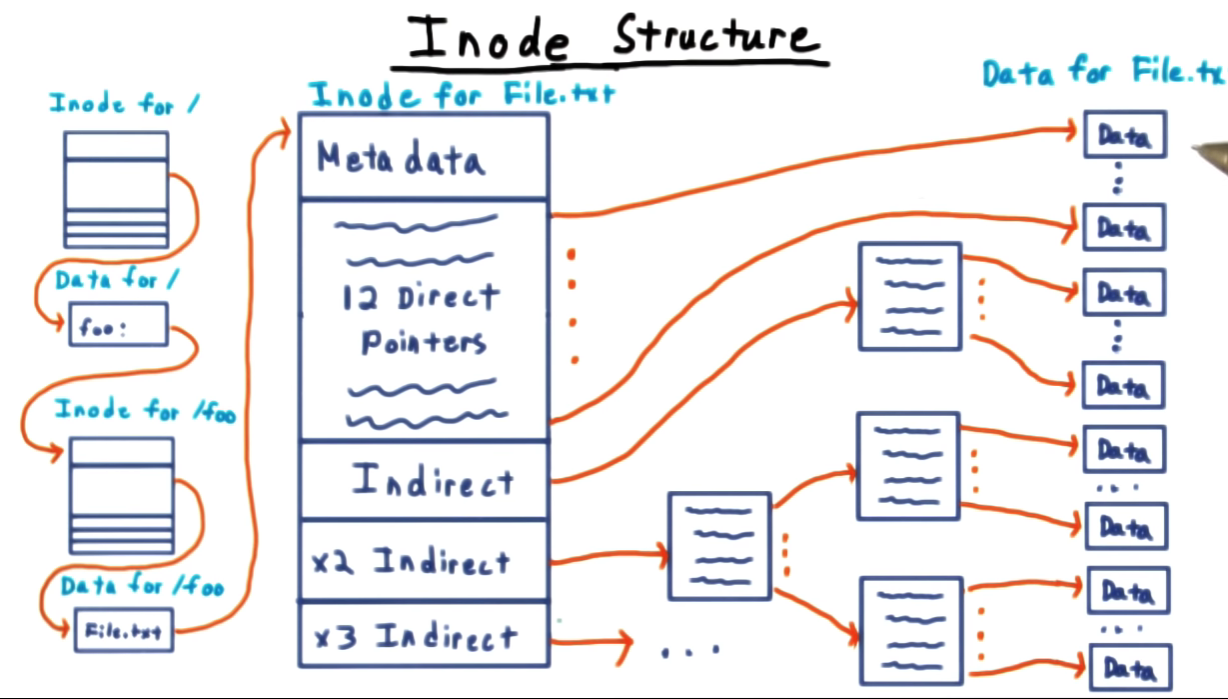 Inode Structure
Inode for /
Data for /
foo:
Inode for /foo
Data for /foo
File.txt
Inode for File.txt
Meta data
12 Direct
Pointers
Indirect
x2 Indirect
x3 Indirect
...
Data for File.tx
Data
Data
Data
Data
Data
...
Data
Data
...
Data